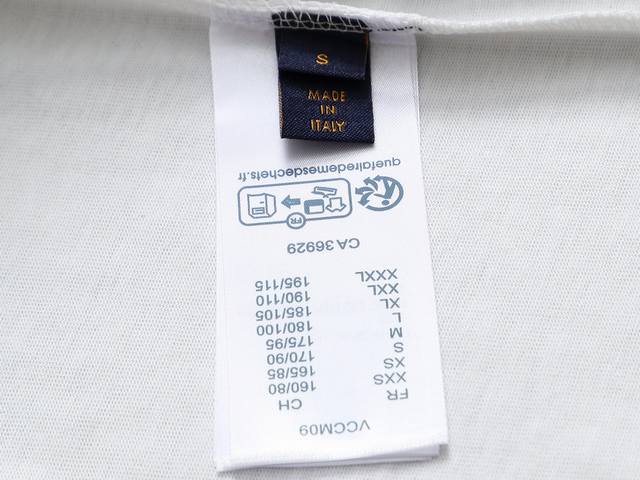 S
MADE
IN
ITALY
VCCM09
FR CH
XXS 160/80
XS 165/85
S 170/90
M 175/95
L 180/100
XL 185/105
XXL 190/110
XXXL 195/115
CA 36929
FR
quefairedemesdechets.fr